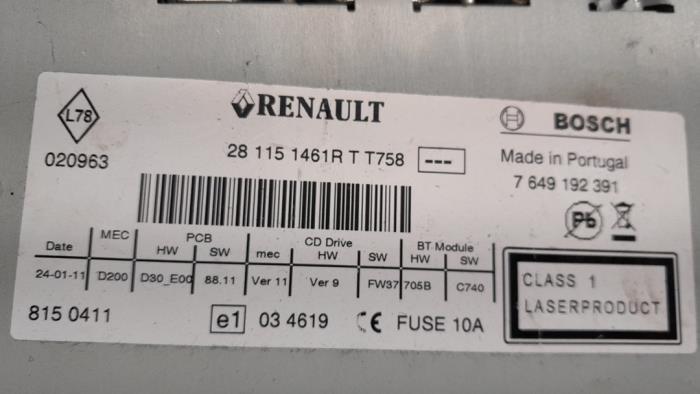 L78
RENAULT
BOSCH
020963
28 115 1461R T T758
---
Made in Portugal
7 649 192 391
Pb
Date
MEC
PCB
HW
SW
CD Drive
mec
HW
SW
BT Module
HW
SW
24-01-11
D200
D30_E00
88.11
Ver 11
Ver 9
FW37
705B
C740
CLASS 1
LASERPRODUCT
815 0411
e1
03 4619
CE
FUSE 10A